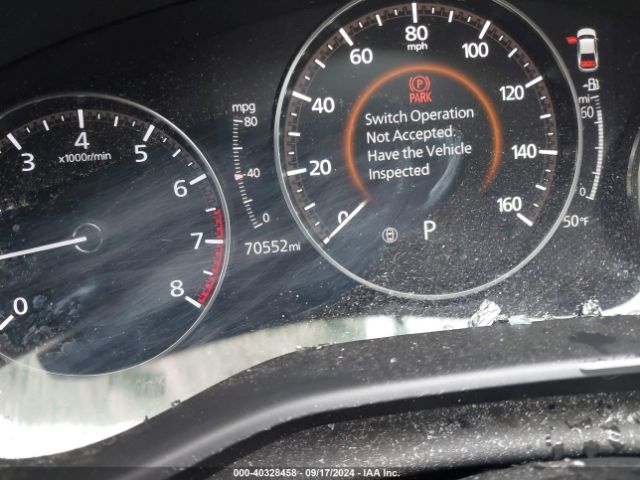 80
mph
60
100
40
120
20
140
0
160
(P)
PARK
Switch Operation
Not Accepted.
Have the Vehicle
Inspected
P
mpg
80
40
0
70552mi
4
3
5
x1000r/min
6
7
8
0
mi
60
0
50°F
000-40328458 - 09/17/2024 - IAA Inc.